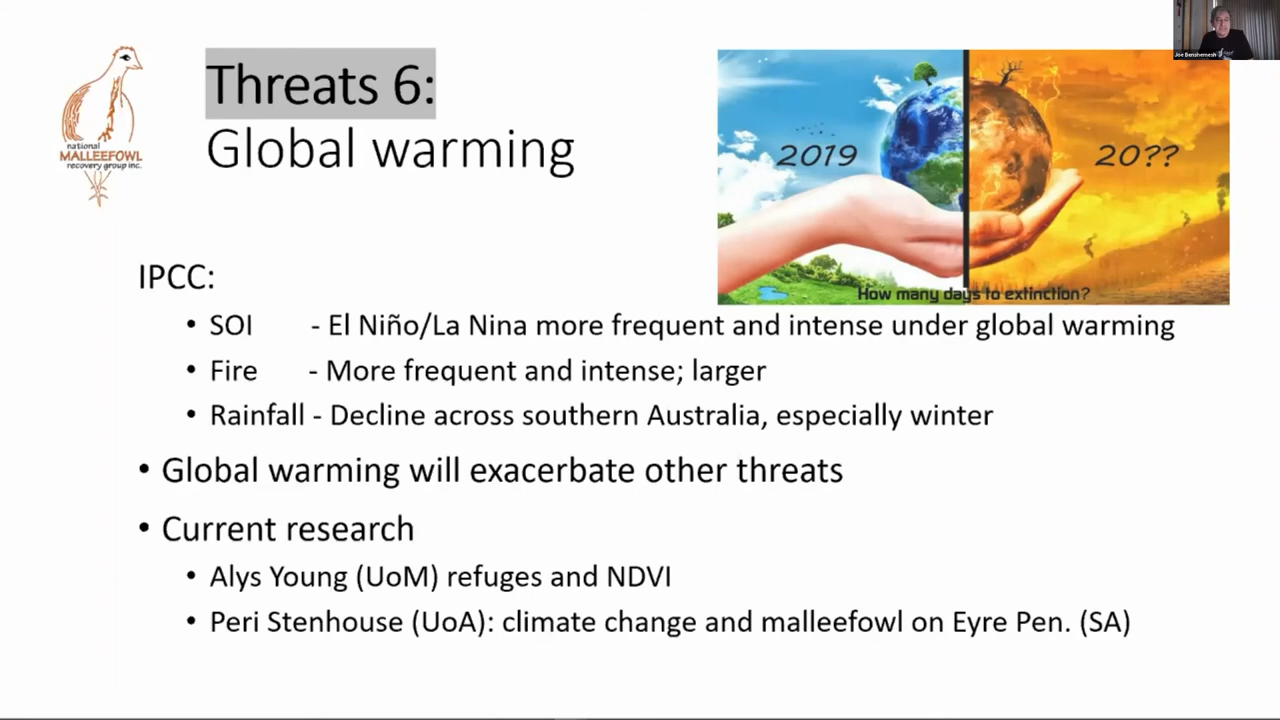 Threats 6:
Global warming
national
MALLEEFOWL
recovery group inc.
2019
20??
How many days to extinction?
Joe Benshemesh
IPCC:
• SOI - El Niño/La Nina more frequent and intense under global warming
• Fire - More frequent and intense; larger
• Rainfall - Decline across southern Australia, especially winter
• Global warming will exacerbate other threats
• Current research
• Alys Young (UoM) refuges and NDVI
• Peri Stenhouse (UoA): climate change and malleefowl on Eyre Pen. (SA)